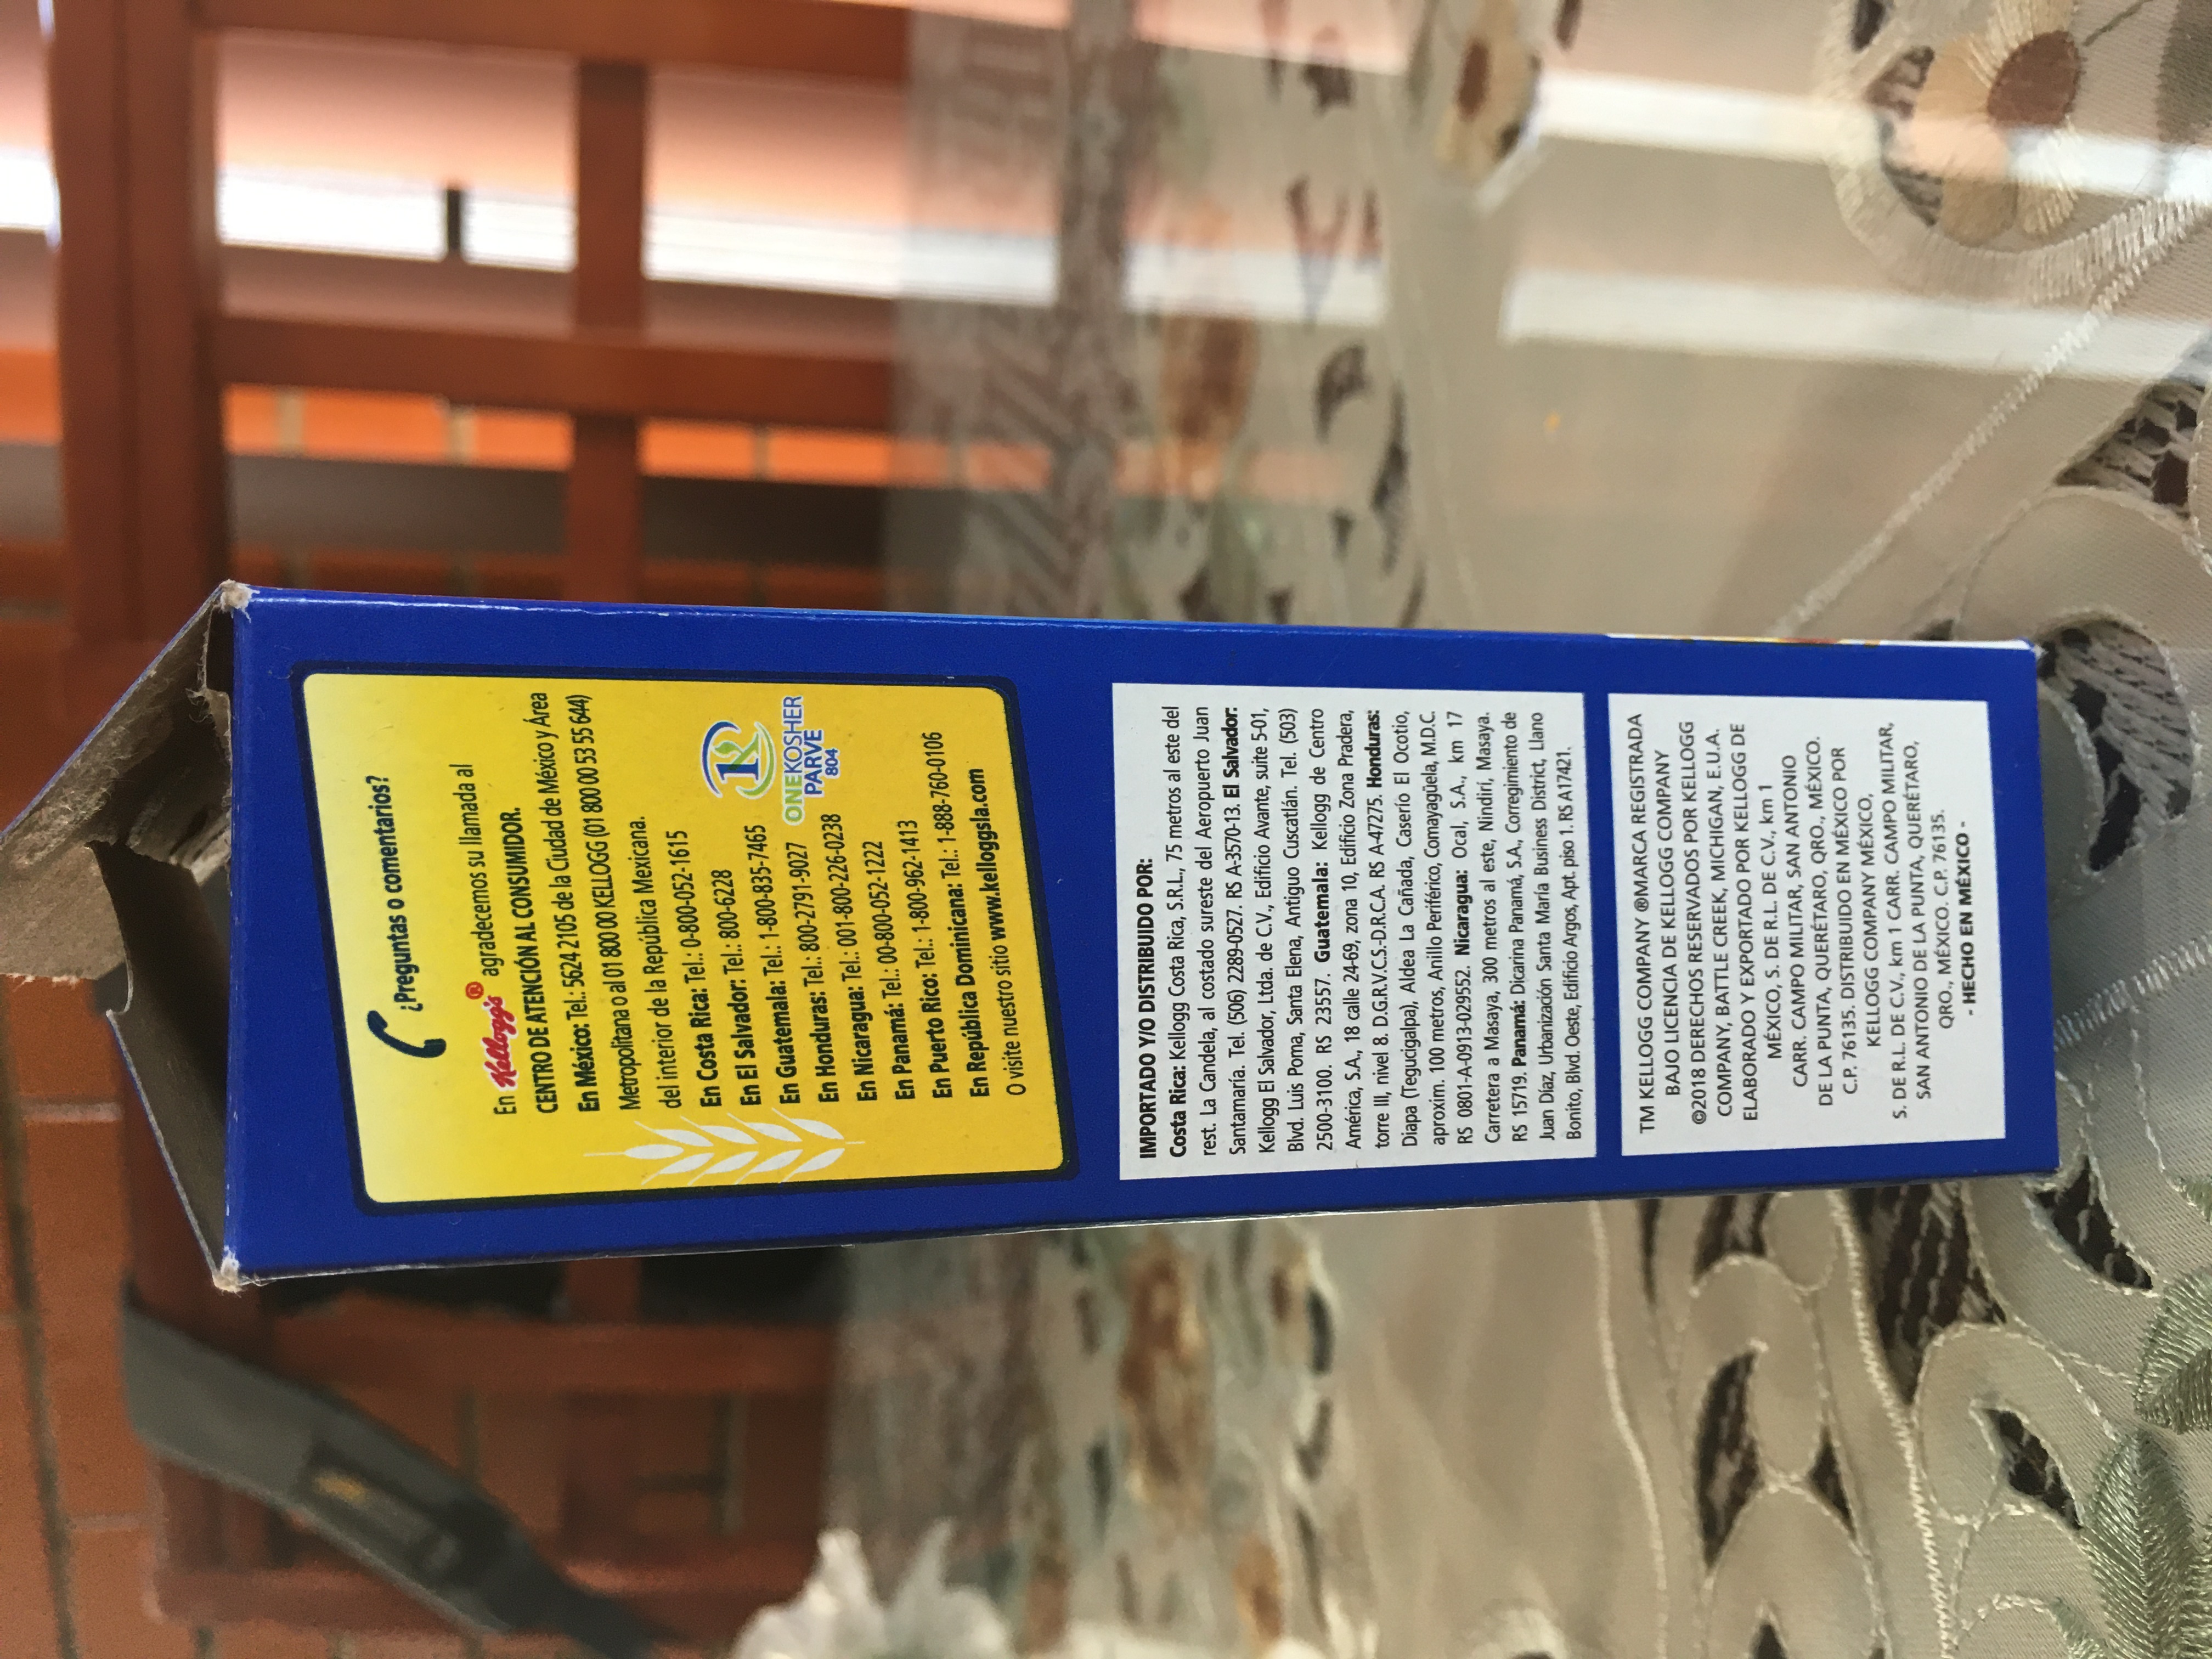 ¿Preguntas o comentarios?
En Kellogg's® agradecemos su llamada al
CENTRO DE ATENCIÓN AL CONSUMIDOR.
En México: Tel.: 5624 2105 de la Ciudad de México y Área
Metropolitana o al 01 800 00 KELLOGG (01 800 00 53 55 644)
del interior de la República Mexicana.
En Costa Rica: Tel.: 0-800-052-1615
En El Salvador: Tel.: 800-6228
En Guatemala: Tel.: 1-800-835-7465
En Honduras: Tel.: 800-2791-9027
En Nicaragua: Tel.: 001-800-226-0238
En Panamá: Tel.: 00-800-052-1222
En Puerto Rico: Tel.: 1-800-962-1413
En República Dominicana: Tel.: 1-888-760-0106
O visite nuestro sitio www.kelloggsla.com
1K
ONEKOSHER
PARVE
804
IMPORTADO Y/O DISTRIBUIDO POR:
Costa Rica: Kellogg Costa Rica, S.R.L., 75 metros al este del
rest. La Candela, al costado sureste del Aeropuerto Juan
Santamaría. Tel. (506) 2289-0527. RS A-3570-13. El Salvador:
Kellogg El Salvador, Ltda. de C.V., Edificio Avante, suite 5-01,
Blvd. Luis Poma, Santa Elena, Antiguo Cuscatlán. Tel. (503)
2500-3100. RS 23557. Guatemala: Kellogg de Centro
América, S.A., 18 calle 24-69, zona 10, Edificio Zona Pradera,
torre III, nivel 8. D.G.R.V.C.S.-D.R.C.A. RS A-47275. Honduras:
Diapa (Tegucigalpa), Aldea La Cañada, Caserío El Ocotio,
aproxim. 100 metros, Anillo Periférico, Comayagüela, M.D.C.
RS 0801-A-0913-029552. Nicaragua: Ocal, S.A., km 17
Carretera a Masaya, 300 metros al este, Nindirí, Masaya.
RS 15719. Panamá: Dicarina Panamá, S.A., Corregimiento de
Juan Díaz, Urbanización Santa María Business District, Llano
Bonito, Blvd. Oeste, Edificio Argos, Apt. piso 1. RS A17421.
TM KELLOGG COMPANY ®MARCA REGISTRADA
BAJO LICENCIA DE KELLOGG COMPANY
©2018 DERECHOS RESERVADOS POR KELLOGG
COMPANY, BATTLE CREEK, MICHIGAN, E.U.A.
ELABORADO Y EXPORTADO POR KELLOGG DE
MÉXICO, S. DE R.L. DE C.V., km 1
CARR. CAMPO MILITAR, SAN ANTONIO
DE LA PUNTA, QUERÉTARO, QRO., MÉXICO.
C.P. 76135. DISTRIBUIDO EN MÉXICO POR
KELLOGG COMPANY MÉXICO,
S. DE R.L. DE C.V., km 1 CARR. CAMPO MILITAR,
SAN ANTONIO DE LA PUNTA, QUERÉTARO,
QRO., MÉXICO. C.P. 76135.
- HECHO EN MÉXICO -